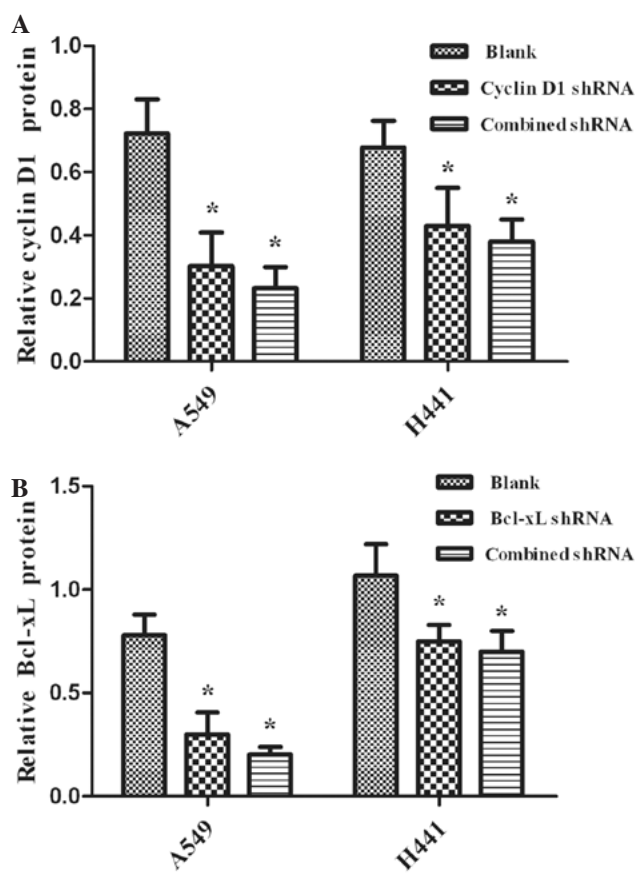 A
1.0
0.8
0.6
0.4
0.2
0.0
Relative cyclin D1 protein
Blank
Cyclin D1 shRNA
Combined shRNA
*
*
*
*
A549
H441
B
1.5
1.0
0.5
0.0
Relative Bcl-xL protein
Blank
Bcl-xL shRNA
Combined shRNA
*
*
*
*
A549
H441